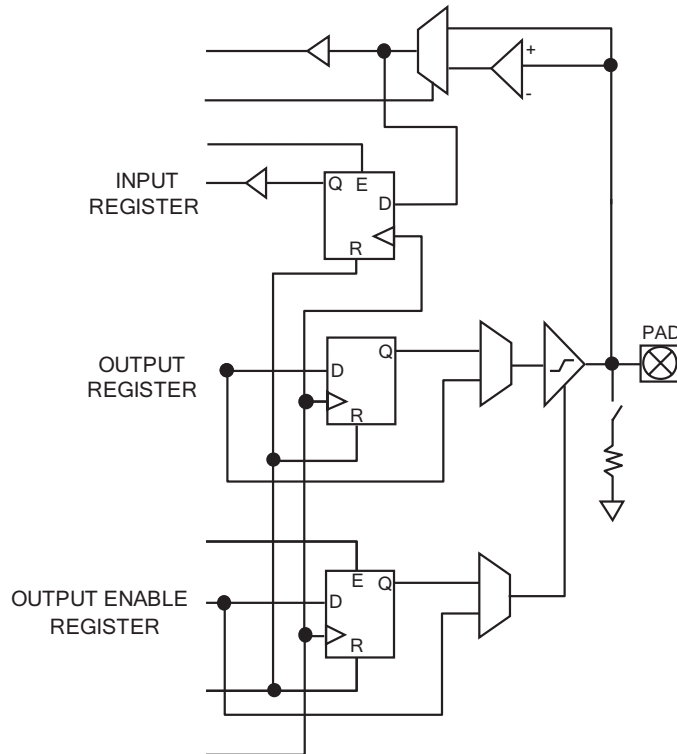 +
-
Q
E
INPUT
REGISTER
D
R
PAD
Q
OUTPUT
REGISTER
D
R
E
Q
OUTPUT ENABLE
REGISTER
D
R